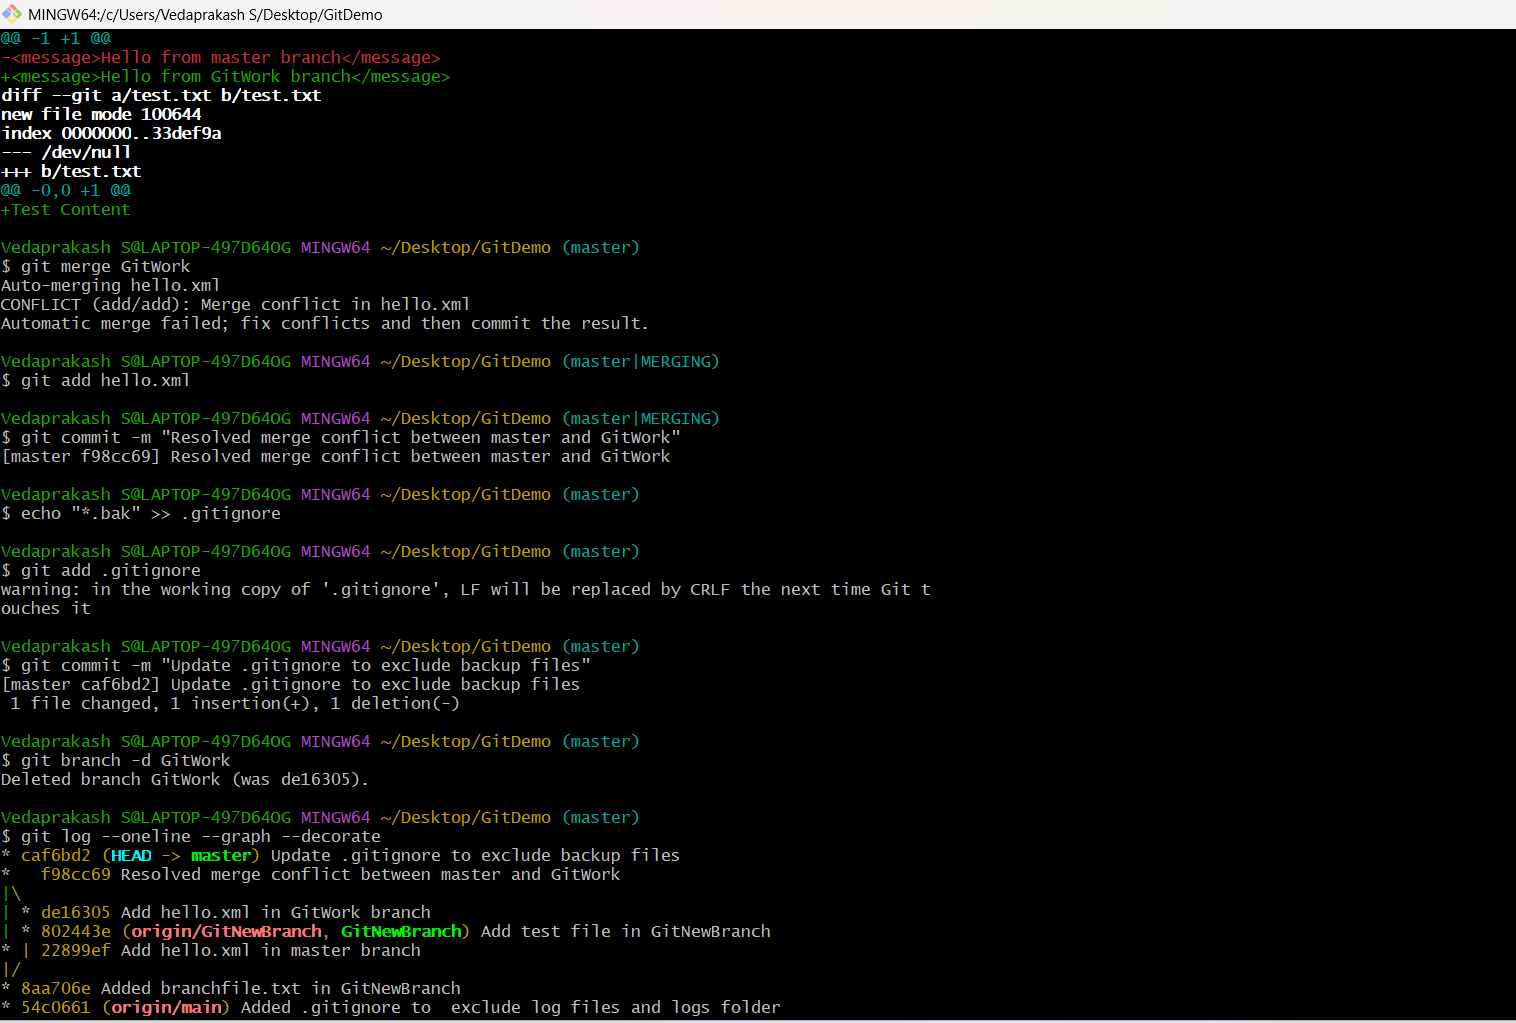 MINGW64:/c/Users/Vedaprakash S/Desktop/GitDemo
@@ -1 +1 @@
-<message>Hello from master branch</message>
+<message>Hello from GitWork branch</message>
diff --git a/test.txt b/test.txt
new file mode 100644
index 0000000..33def9a
--- /dev/null
+++ b/test.txt
@@ -0,0 +1 @@
+Test Content
Vedaprakash S@LAPTOP-497D64OG MINGW64 ~/Desktop/GitDemo (master)
$ git merge GitWork
Auto-merging hello.xml
CONFLICT (add/add): Merge conflict in hello.xml
Automatic merge failed; fix conflicts and then commit the result.
Vedaprakash S@LAPTOP-497D64OG MINGW64 ~/Desktop/GitDemo (master|MERGING)
$ git add hello.xml
Vedaprakash S@LAPTOP-497D64OG MINGW64 ~/Desktop/GitDemo (master|MERGING)
$ git commit -m "Resolved merge conflict between master and GitWork"
[master f98cc69] Resolved merge conflict between master and GitWork
Vedaprakash S@LAPTOP-497D64OG MINGW64 ~/Desktop/GitDemo (master)
$ echo "*.bak" >> .gitignore
Vedaprakash S@LAPTOP-497D64OG MINGW64 ~/Desktop/GitDemo (master)
$ git add .gitignore
warning: in the working copy of '.gitignore', LF will be replaced by CRLF the next time Git t
ouches it
Vedaprakash S@LAPTOP-497D64OG MINGW64 ~/Desktop/GitDemo (master)
$ git commit -m "Update .gitignore to exclude backup files"
[master caf6bd2] Update .gitignore to exclude backup files
 1 file changed, 1 insertion(+), 1 deletion(-)
Vedaprakash S@LAPTOP-497D64OG MINGW64 ~/Desktop/GitDemo (master)
$ git branch -d GitWork
Deleted branch GitWork (was de16305).
Vedaprakash S@LAPTOP-497D64OG MINGW64 ~/Desktop/GitDemo (master)
$ git log --oneline --graph --decorate
* caf6bd2 (HEAD -> master) Update .gitignore to exclude backup files
*   f98cc69 Resolved merge conflict between master and GitWork
|\
| * de16305 Add hello.xml in GitWork branch
| * 802443e (origin/GitNewBranch, GitNewBranch) Add test file in GitNewBranch
* | 22899ef Add hello.xml in master branch
|/
* 8aa706e Added branchfile.txt in GitNewBranch
* 54c0661 (origin/main) Added .gitignore to  exclude log files and logs folder